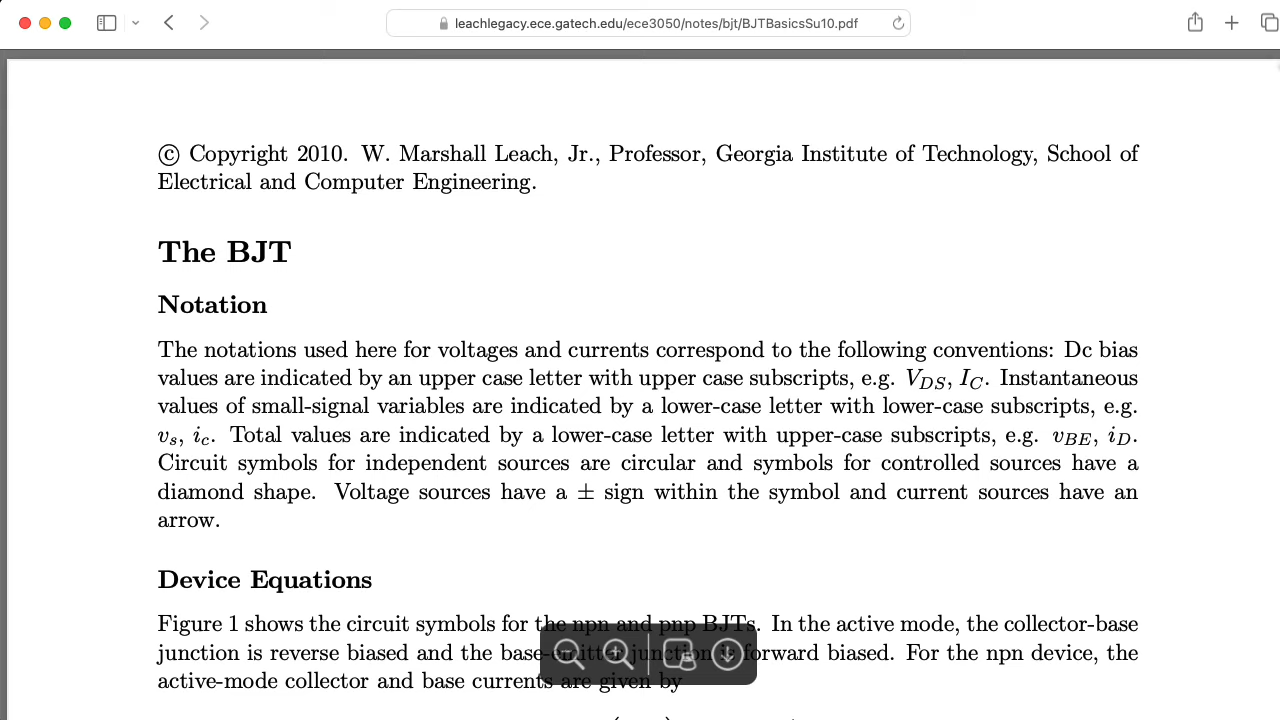 leachlegacy.ece.gatech.edu/ece3050/notes/bjt/BJTBasicsSu10.pdf
© Copyright 2010. W. Marshall Leach, Jr., Professor, Georgia Institute of Technology, School of
Electrical and Computer Engineering.
The BJT
Notation
The notations used here for voltages and currents correspond to the following conventions: Dc bias
values are indicated by an upper case letter with upper case subscripts, e.g. V_DS, I_C. Instantaneous
values of small-signal variables are indicated by a lower-case letter with lower-case subscripts, e.g.
v_s, i_c. Total values are indicated by a lower-case letter with upper-case subscripts, e.g. v_BE, i_D.
Circuit symbols for independent sources are circular and symbols for controlled sources have a
diamond shape. Voltage sources have a ± sign within the symbol and current sources have an
arrow.
Device Equations
Figure 1 shows the circuit symbols for the npn and pnp BJTs. In the active mode, the collector-base
junction is reverse biased and the base-emitter junction is forward biased. For the npn device, the
active-mode collector and base currents are given by